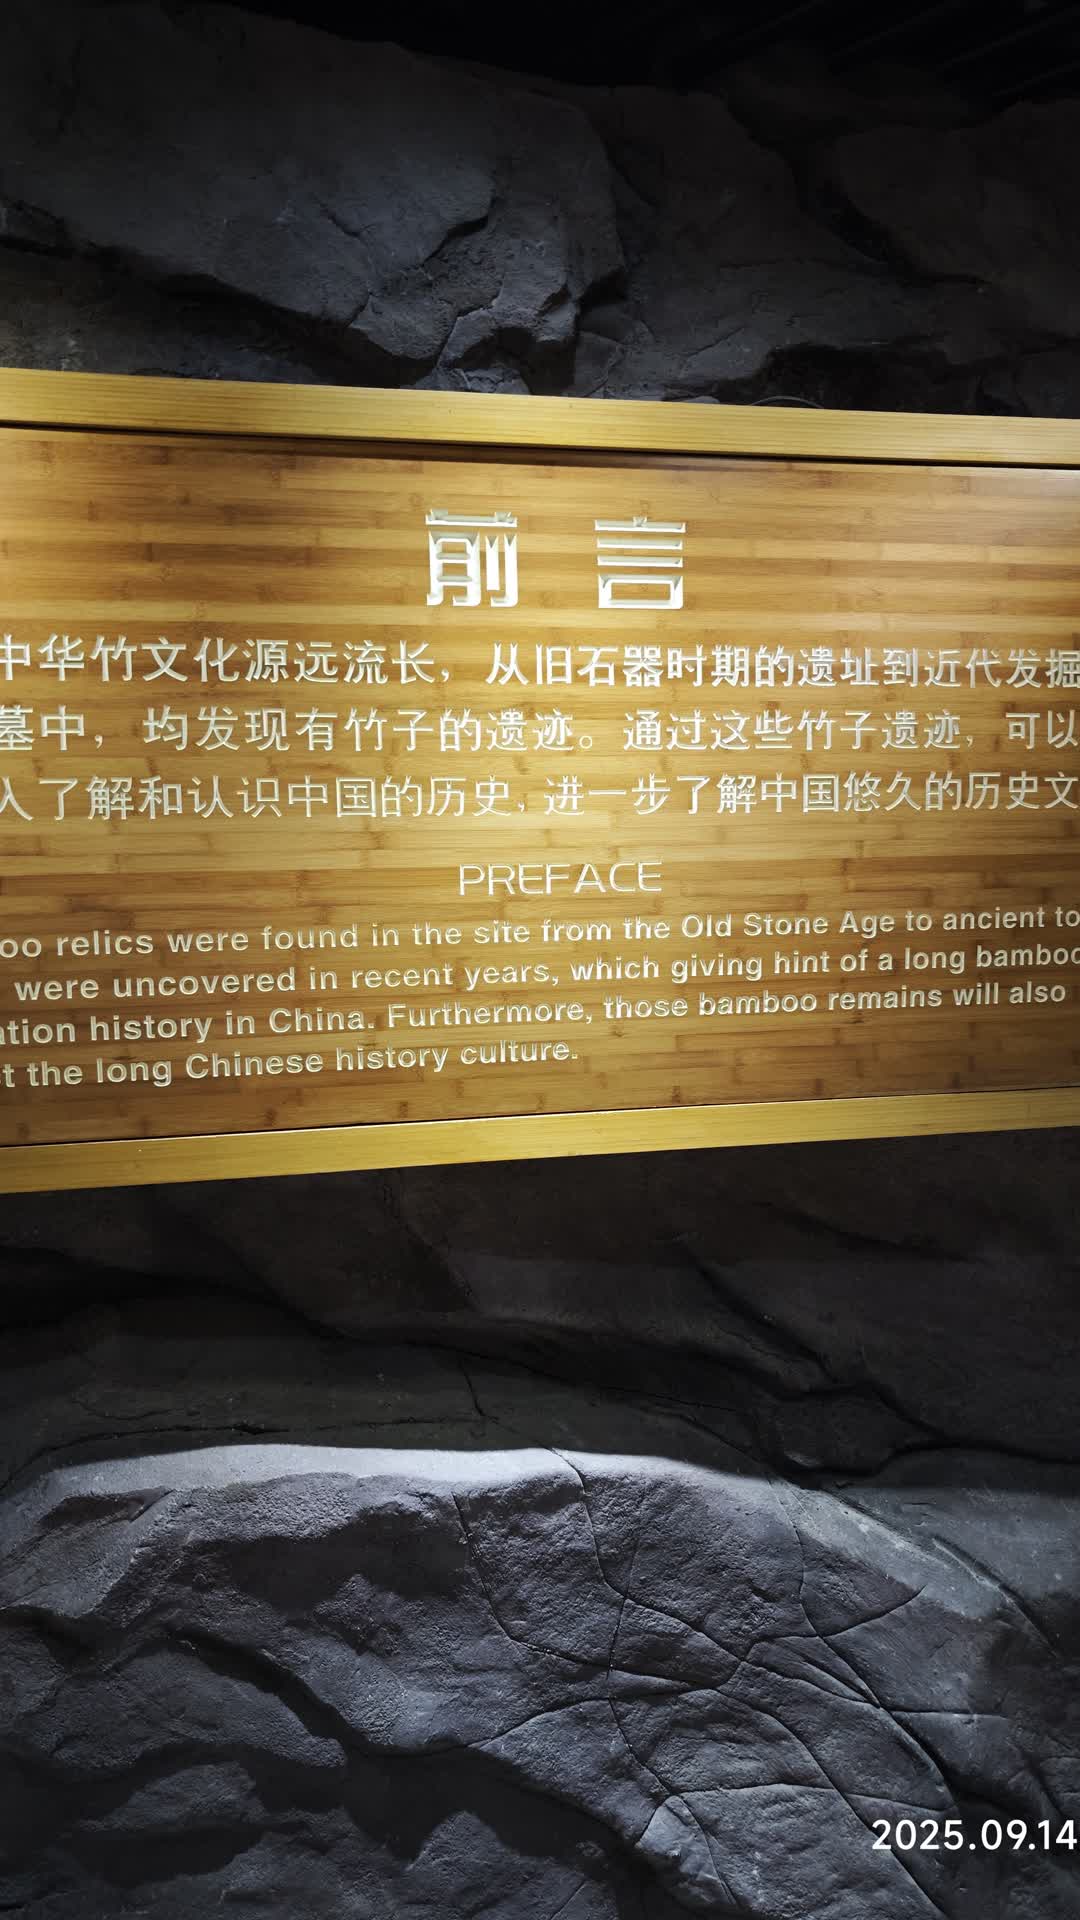 前言
中华竹文化源远流长，从旧石器时期的遗址到近代发掘
墓中，均发现有竹子的遗迹。通过这些竹子遗迹，可以
人了解和认识中国的历史，进一步了解中国悠久的历史文
PREFACE
oo relics were found in the site from the Old Stone Age to ancient to
were uncovered in recent years, which giving hint of a long bamboo
ation history in China. Furthermore, those bamboo remains will also
t the long Chinese history culture.
2025.09.14